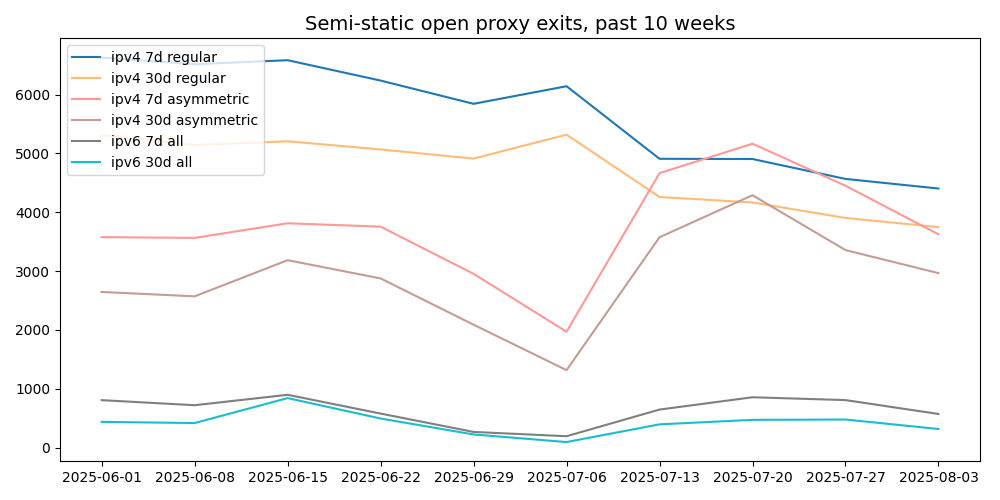 Semi-static open proxy exits, past 10 weeks
ipv4 7d regular
ipv4 30d regular
ipv4 7d asymmetric
ipv4 30d asymmetric
ipv6 7d all
ipv6 30d all
6000
5000
4000
3000
2000
1000
0
2025-06-01 2025-06-08 2025-06-15 2025-06-22 2025-06-29 2025-07-06 2025-07-13 2025-07-20 2025-07-27 2025-08-03